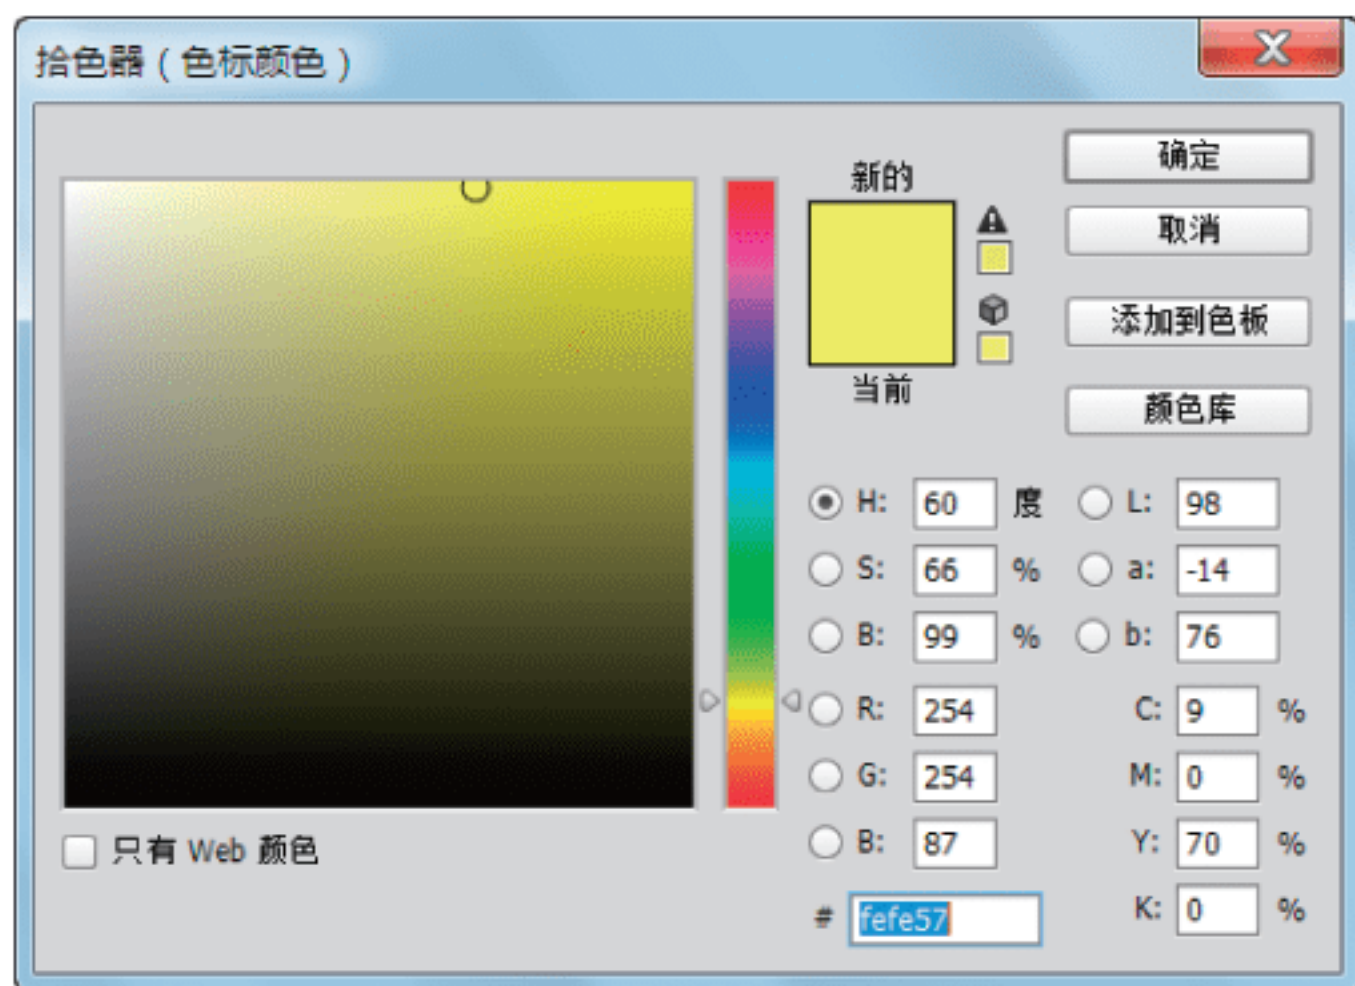 拾色器（色标颜色）
新的
当前
确定
取消
添加到色板
颜色库
H: 60 度
S: 66 %
B: 99 %
R: 254
G: 254
B: 87
# fefe57
L: 98
a: -14
b: 76
C: 9 %
M: 0 %
Y: 70 %
K: 0 %
只有 Web 颜色